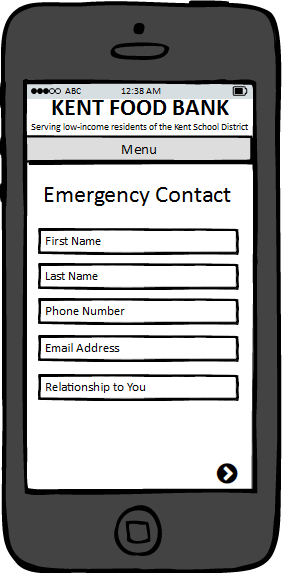 ABC 12:38 AM
KENT FOOD BANK
Serving low-income residents of the Kent School District
Menu
Emergency Contact
First Name
Last Name
Phone Number
Email Address
Relationship to You